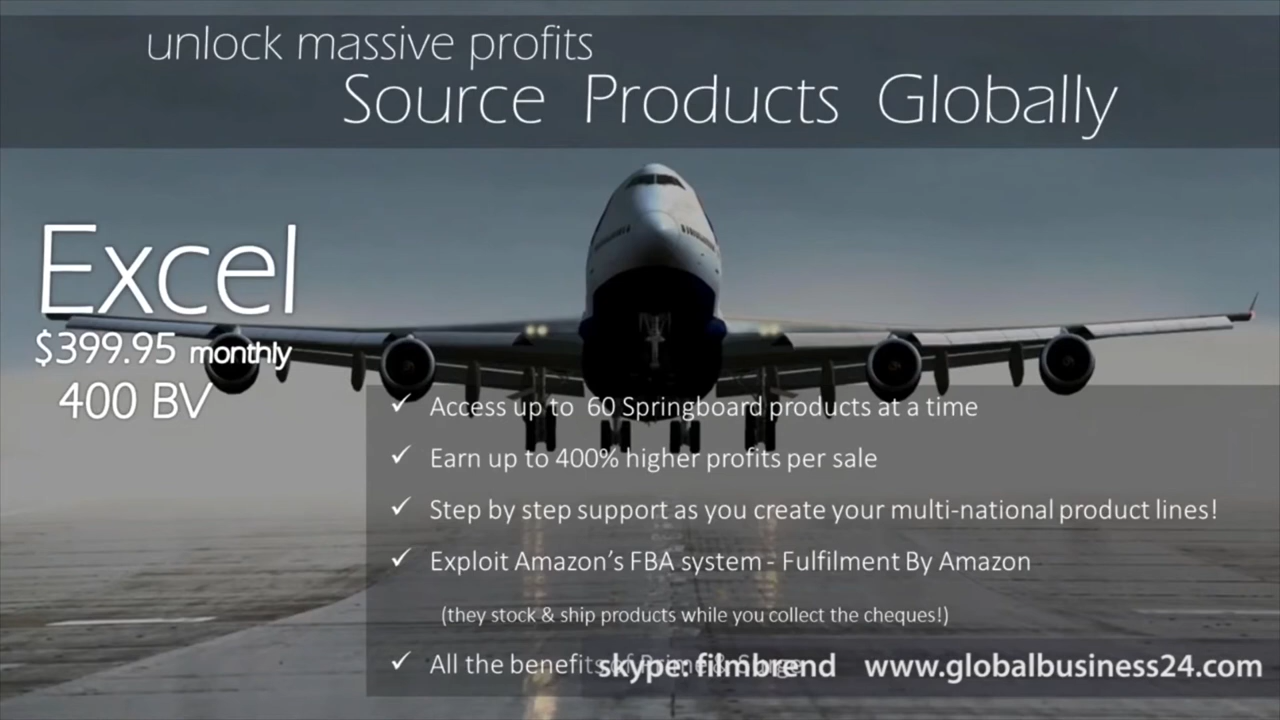 unlock massive profits
Source Products Globally
Excel
$399.95 monthly
400 BV
✓ Access up to 60 Springboard products at a time
✓ Earn up to 400% higher profits per sale
✓ Step by step support as you create your multi-national product lines!
✓ Exploit Amazon's FBA system - Fulfilment By Amazon
(they stock & ship products while you collect the cheques!)
✓ All the benefits of Prime &
skype: filmbrend www.globalbusiness24.com